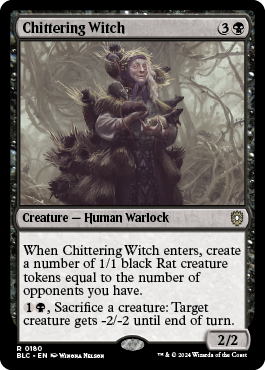 Chittering Witch 3
Creature — Human Warlock
When Chittering Witch enters, create
a number of 1/1 black Rat creature
tokens equal to the number of
opponents you have.
1, Sacrifice a creature: Target
creature gets -2/-2 until end of turn.
2/2
R 0180
BLC • EN Winona Nelson
™ & © 2024 Wizards of the Coast